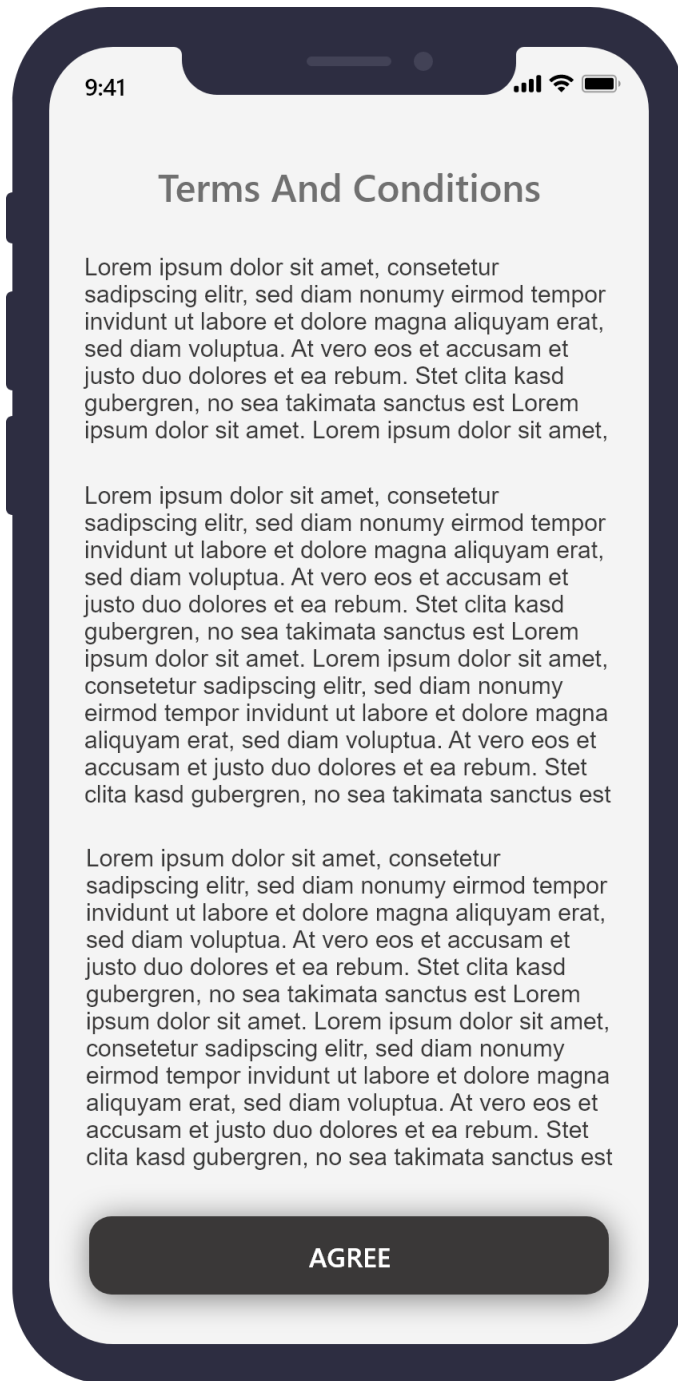 9:41
Terms And Conditions
Lorem ipsum dolor sit amet, consetetur
sadipscing elitr, sed diam nonumy eirmod tempor
invidunt ut labore et dolore magna aliquyam erat,
sed diam voluptua. At vero eos et accusam et
justo duo dolores et ea rebum. Stet clita kasd
gubergren, no sea takimata sanctus est Lorem
ipsum dolor sit amet. Lorem ipsum dolor sit amet,
Lorem ipsum dolor sit amet, consetetur
sadipscing elitr, sed diam nonumy eirmod tempor
invidunt ut labore et dolore magna aliquyam erat,
sed diam voluptua. At vero eos et accusam et
justo duo dolores et ea rebum. Stet clita kasd
gubergren, no sea takimata sanctus est Lorem
ipsum dolor sit amet. Lorem ipsum dolor sit amet,
consetetur sadipscing elitr, sed diam nonumy
eirmod tempor invidunt ut labore et dolore magna
aliquyam erat, sed diam voluptua. At vero eos et
accusam et justo duo dolores et ea rebum. Stet
clita kasd gubergren, no sea takimata sanctus est
Lorem ipsum dolor sit amet, consetetur
sadipscing elitr, sed diam nonumy eirmod tempor
invidunt ut labore et dolore magna aliquyam erat,
sed diam voluptua. At vero eos et accusam et
justo duo dolores et ea rebum. Stet clita kasd
gubergren, no sea takimata sanctus est Lorem
ipsum dolor sit amet. Lorem ipsum dolor sit amet,
consetetur sadipscing elitr, sed diam nonumy
eirmod tempor invidunt ut labore et dolore magna
aliquyam erat, sed diam voluptua. At vero eos et
accusam et justo duo dolores et ea rebum. Stet
clita kasd gubergren, no sea takimata sanctus est
AGREE